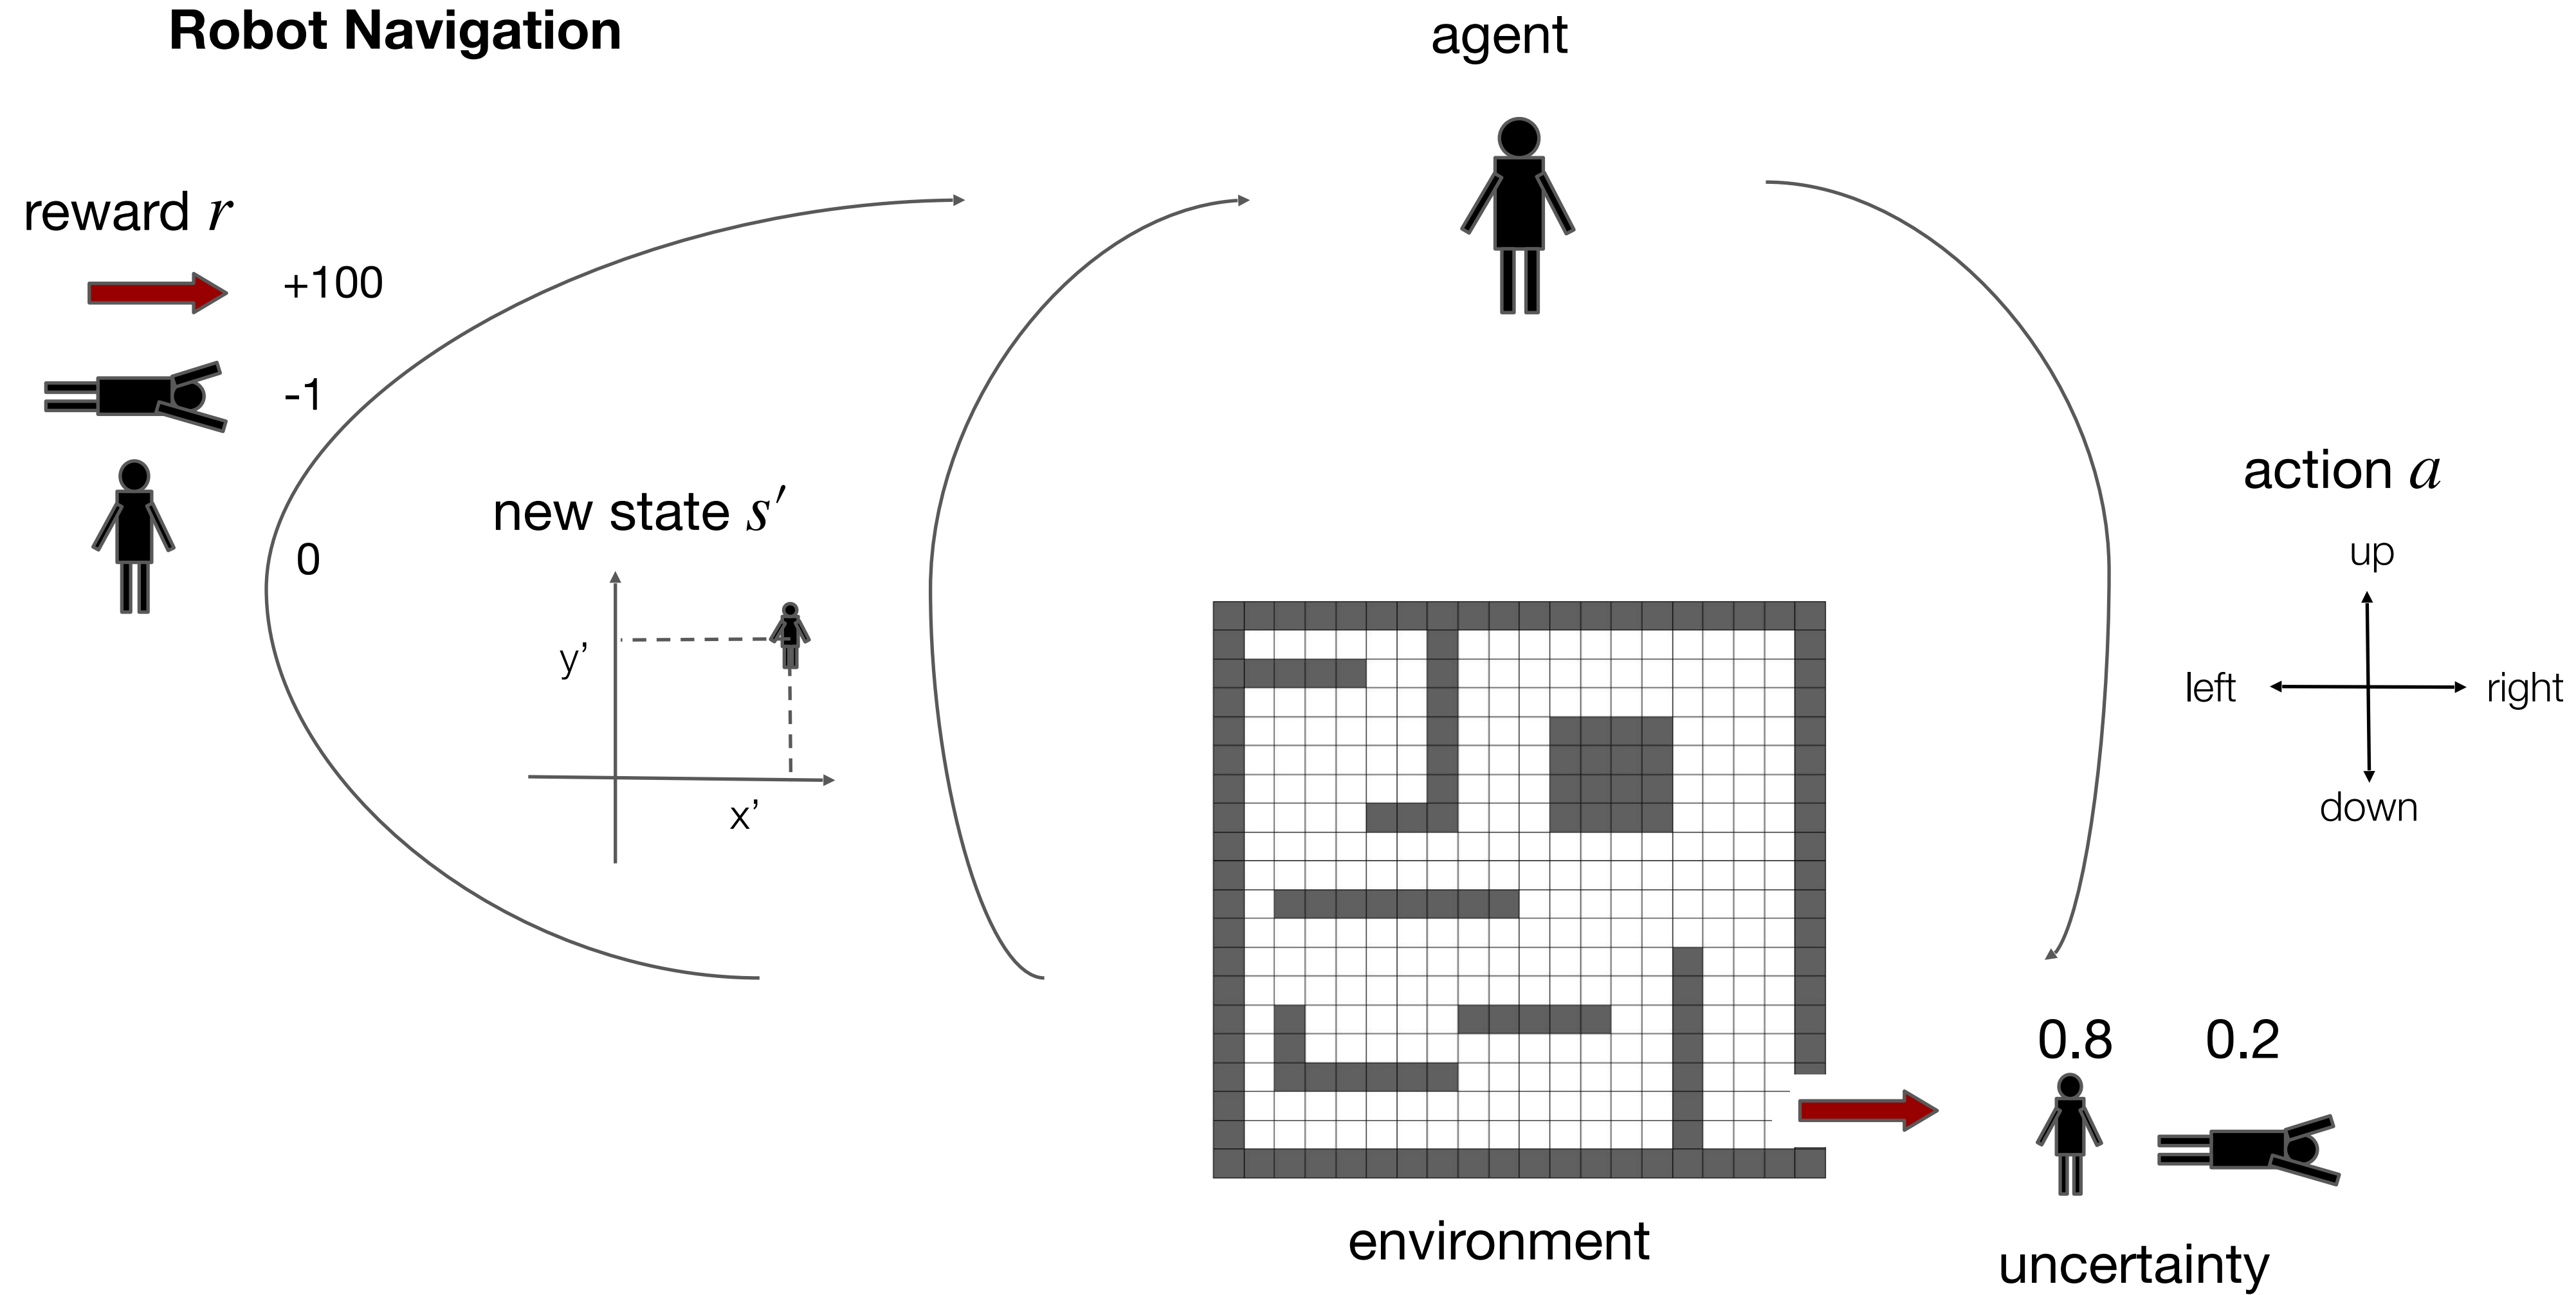 Robot Navigation
agent
reward r
+100
-1
0
new state s′
y’
x’
action a
up
left
right
down
0.8
0.2
environment
uncertainty